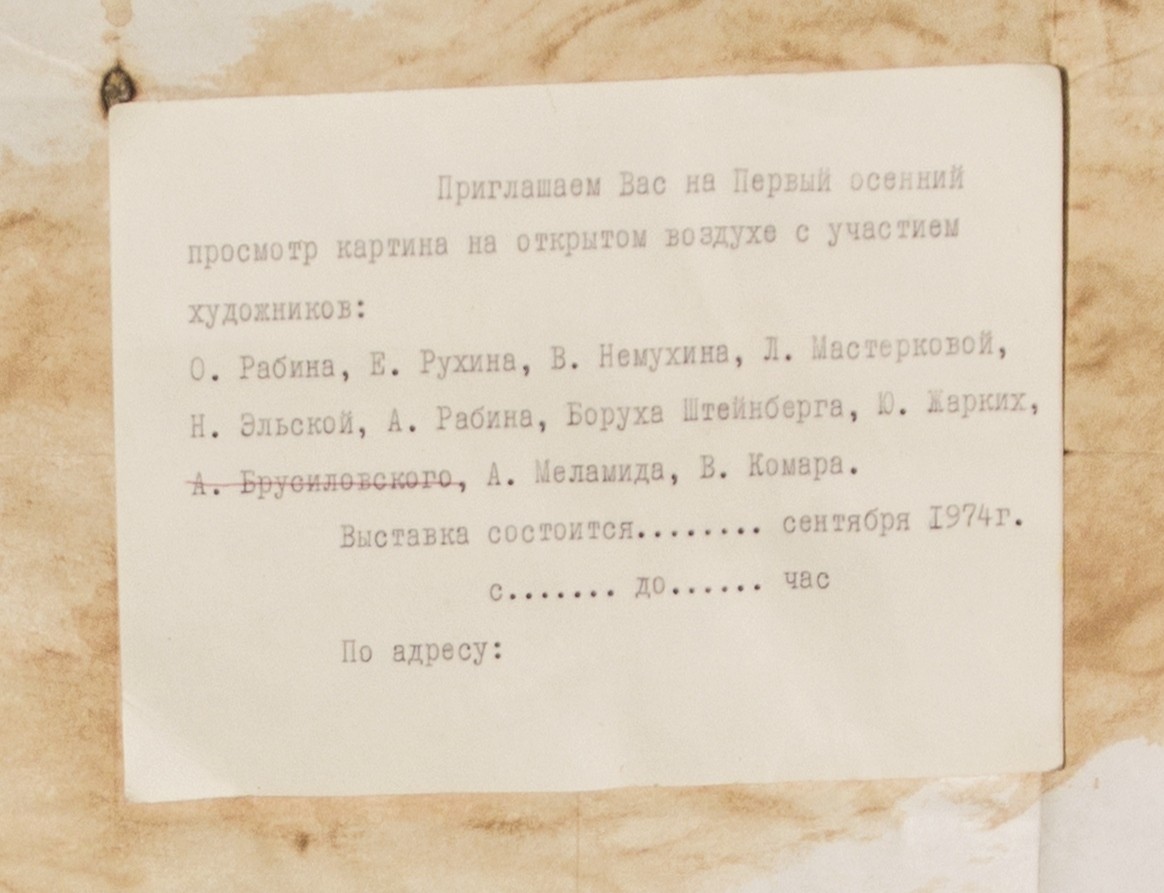 Приглашаем Вас на Первый осенний
просмотр картина на открытом воздухе с участием
художников:
О. Рабина, Е. Рухина, В. Немухина, Л. Мастерковой,
Н. Эльской, А. Рабина, Боруха Штейнберга, Ю. Жарких,
А. Брусиловского, А. Меламида, В. Комара.
Выставка состоится........ сентября 1974г.
с....... до...... час
По адресу: